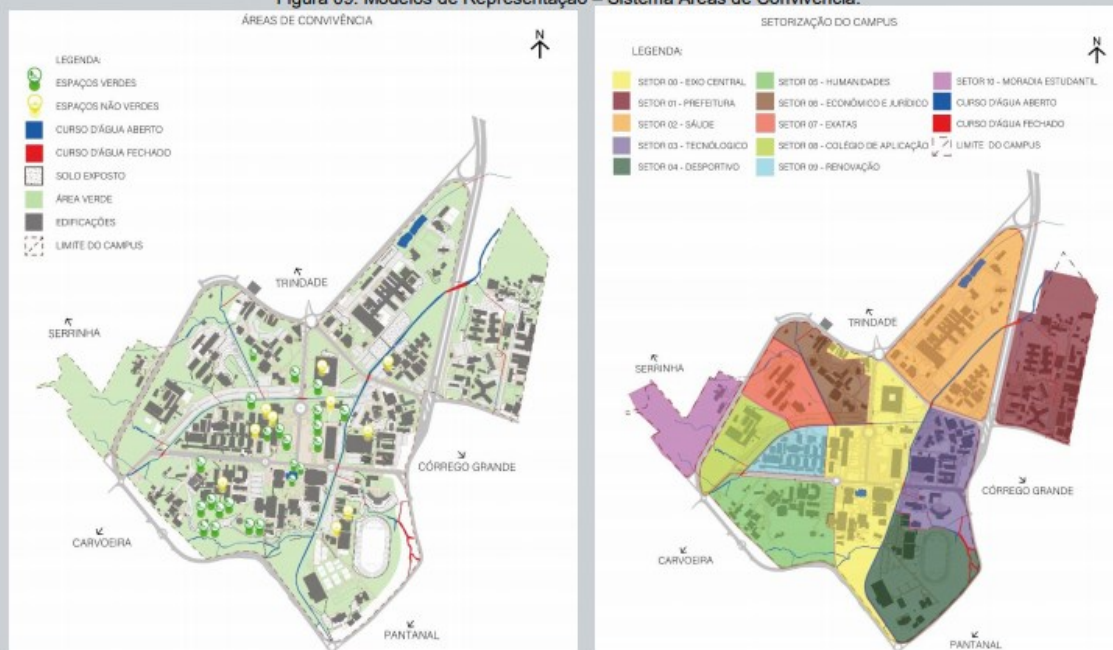 Figura 09: Modelos de Representação – Sistema Áreas de Convivência.
ÁREAS DE CONVIVÊNCIA
N
LEGENDA:
ESPAÇOS VERDES
ESPAÇOS NÃO VERDES
CURSO D'ÁGUA ABERTO
CURSO D'ÁGUA FECHADO
SOLO EXPOSTO
ÁREA VERDE
EDIFICAÇÕES
LIMITE DO CAMPUS
TRINDADE
SERRINHA
CÓRREGO GRANDE
CARVOEIRA
PANTANAL
SETORIZAÇÃO DO CAMPUS
N
LEGENDA:
SETOR 00 - EIXO CENTRAL
SETOR 01 - PREFEITURA
SETOR 02 - SÁUDE
SETOR 03 - TECNÓLOGICO
SETOR 04 - DESPORTIVO
SETOR 05 - HUMANIDADES
SETOR 06 - ECONÔMICO E JURÍDICO
SETOR 07 - EXATAS
SETOR 08 - COLÉGIO DE APLICAÇÃO
SETOR 09 - RENOVAÇÃO
SETOR 10 - MORADIA ESTUDANTIL
CURSO D'ÁGUA ABERTO
CURSO D'ÁGUA FECHADO
LIMITE DO CAMPUS
TRINDADE
SERRINHA
CÓRREGO GRANDE
CARVOEIRA
PANTANAL